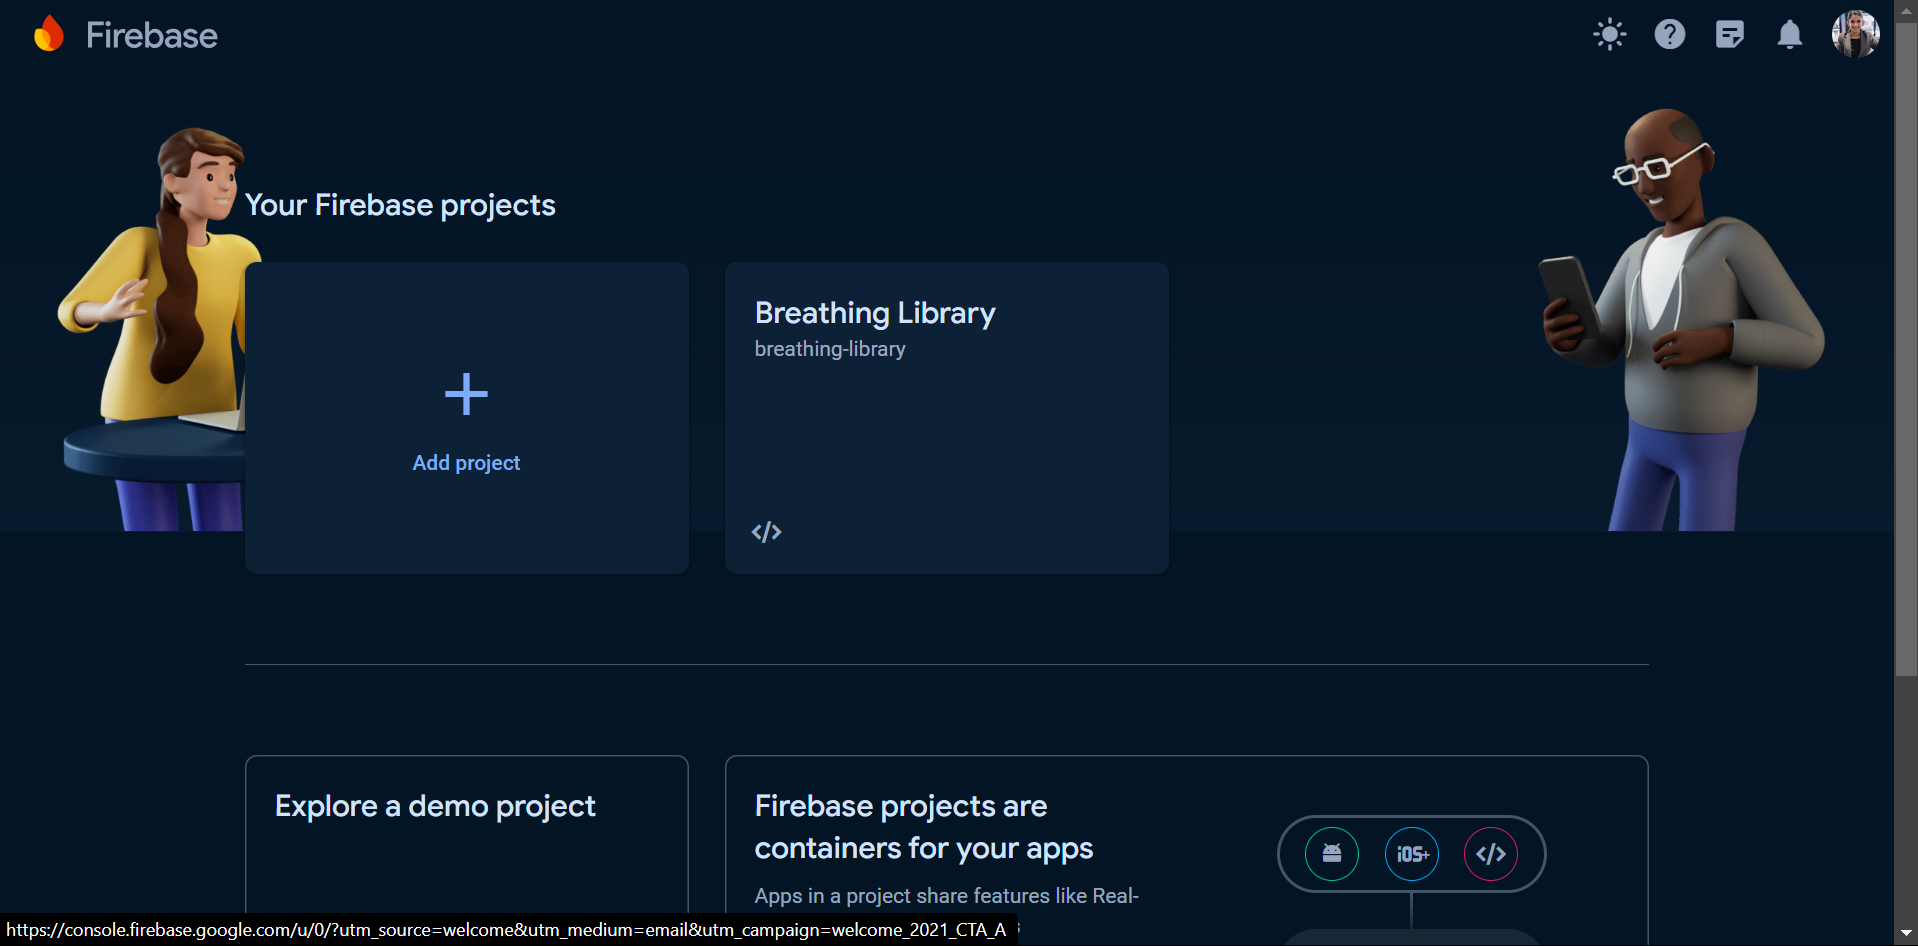 Firebase
Your Firebase projects
Add project
Breathing Library
breathing-library
Explore a demo project
Firebase projects are
containers for your apps
Apps in a project share features like Real-
iOS+
https://console.firebase.google.com/u/0/?utm_source=welcome&utm_medium=email&utm_campaign=welcome_2021_CTA_A